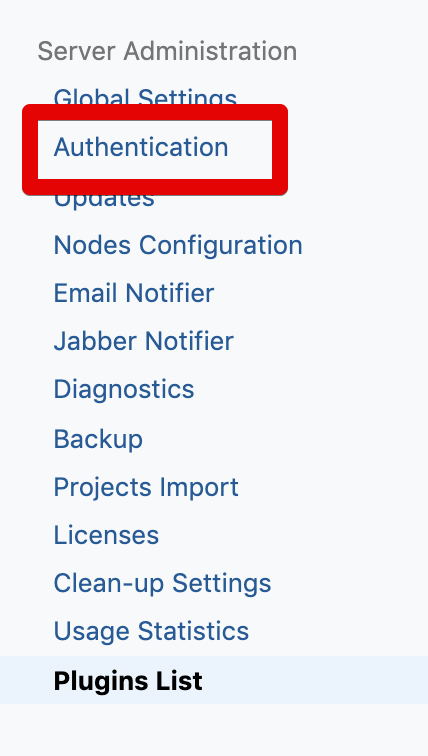 Server Administration
Global Settings
Authentication
Updates
Nodes Configuration
Email Notifier
Jabber Notifier
Diagnostics
Backup
Projects Import
Licenses
Clean-up Settings
Usage Statistics
Plugins List